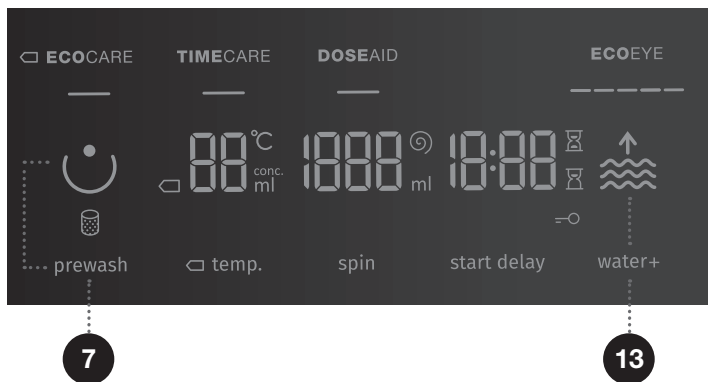 ECOCARE TIMECARE DOSEAID ECOEYE
88 °C conc. ml 1888 ml 18:88
prewash temp. spin start delay water+
7 13